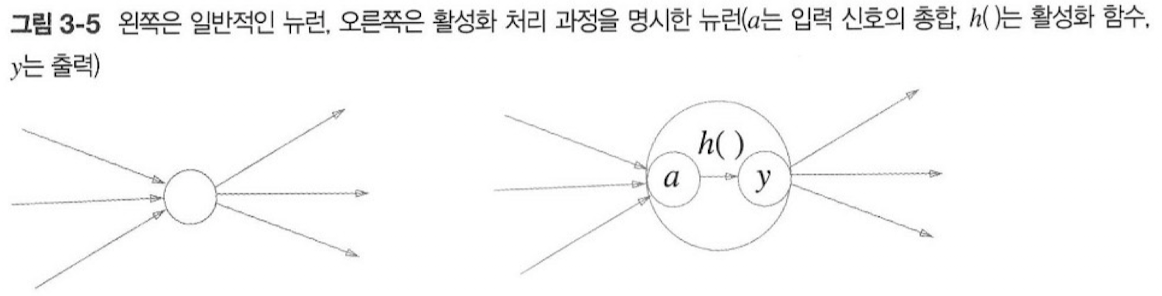 그림 3-5 왼쪽은 일반적인 뉴런, 오른쪽은 활성화 처리 과정을 명시한 뉴런(a는 입력 신호의 총합, h( )는 활성화 함수,
y는 출력)
h( )
a y